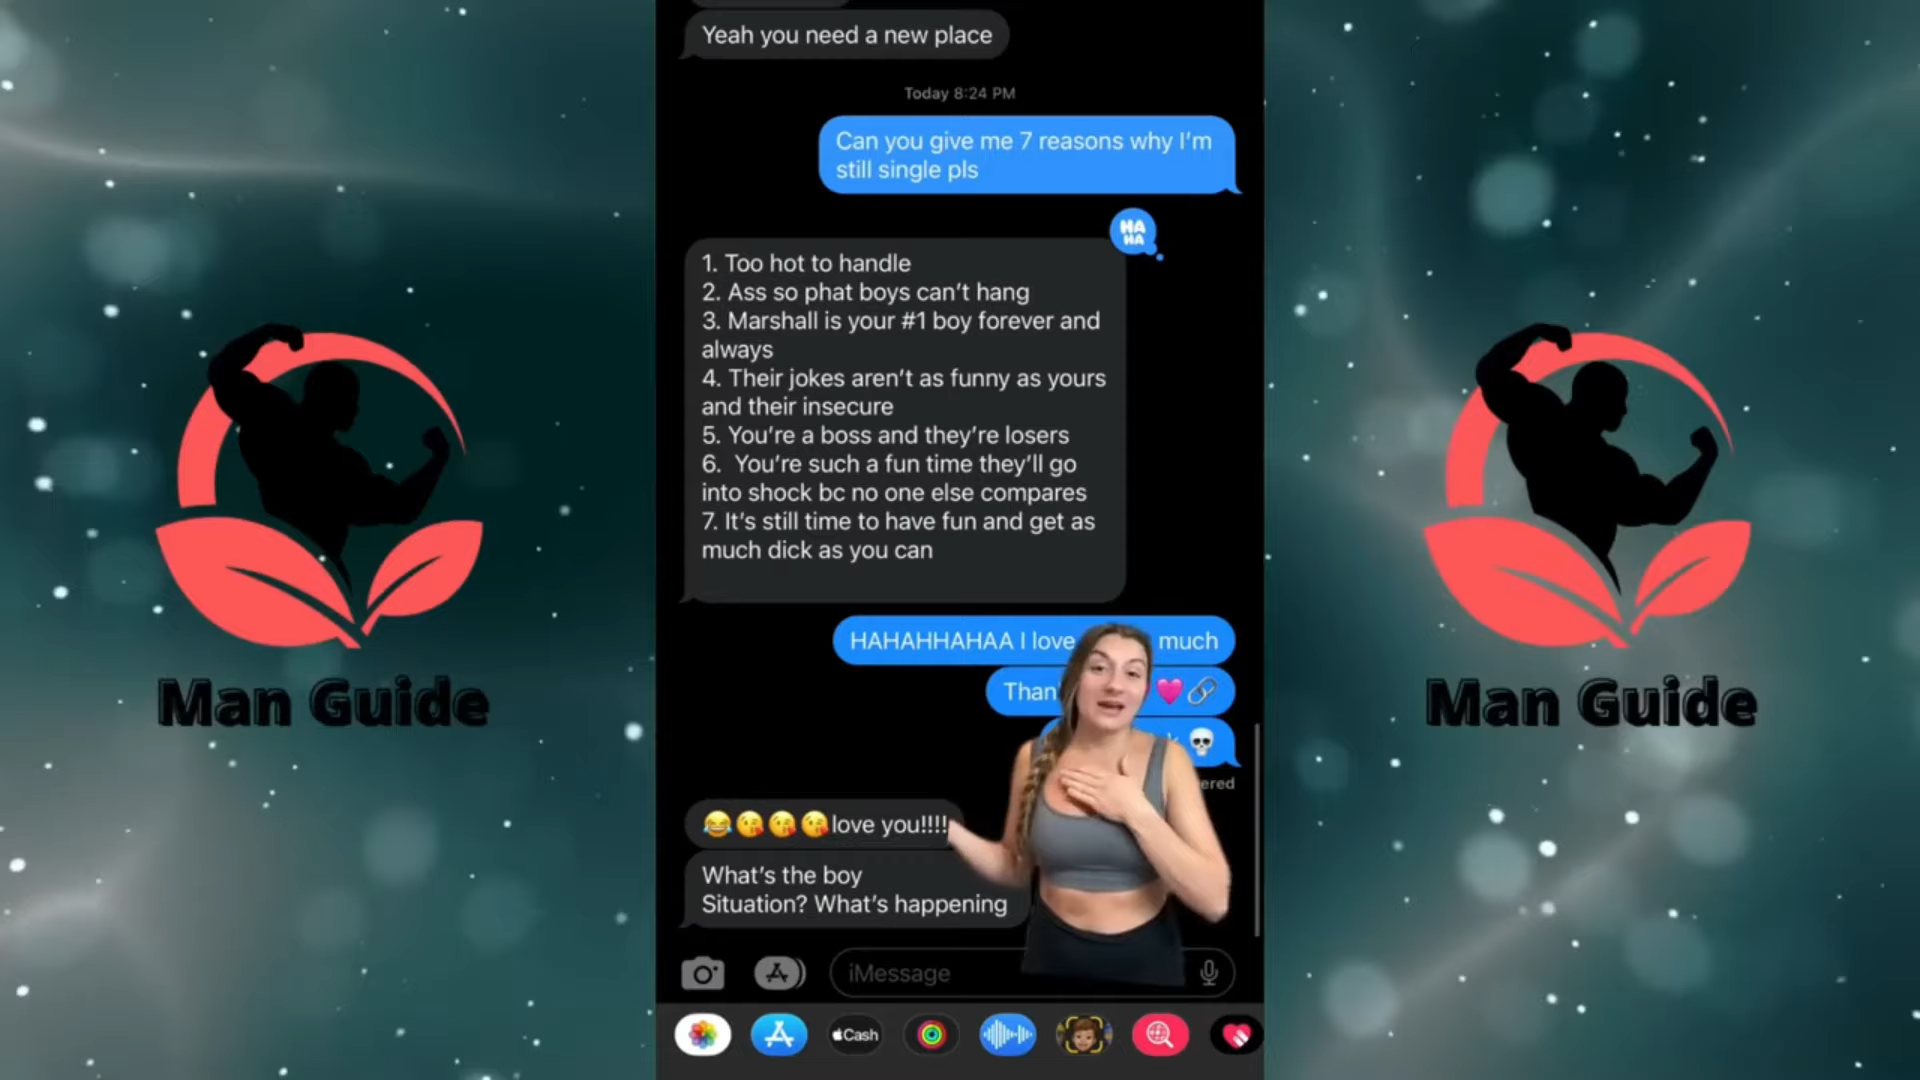 Yeah you need a new place
Today 8:24 PM
Can you give me 7 reasons why I'm
still single pls
HA
HA
1. Too hot to handle
2. Ass so phat boys can't hang
3. Marshall is your #1 boy forever and
always
4. Their jokes aren't as funny as yours
and their insecure
5. You're a boss and they're losers
6. You're such a fun time they'll go
into shock bc no one else compares
7. It's still time to have fun and get as
much dick as you can
HAHAHHAHAA I love much
💗🔗
💀
😂😘😘😘love you!!!!
What's the boy
Situation? What's happening
iMessage
Cash
Man Guide
Man Guide